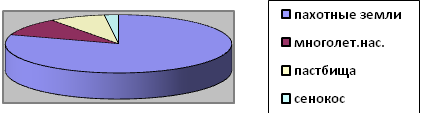 пахотные земли
многолет.нас.
пастбища
сенокос